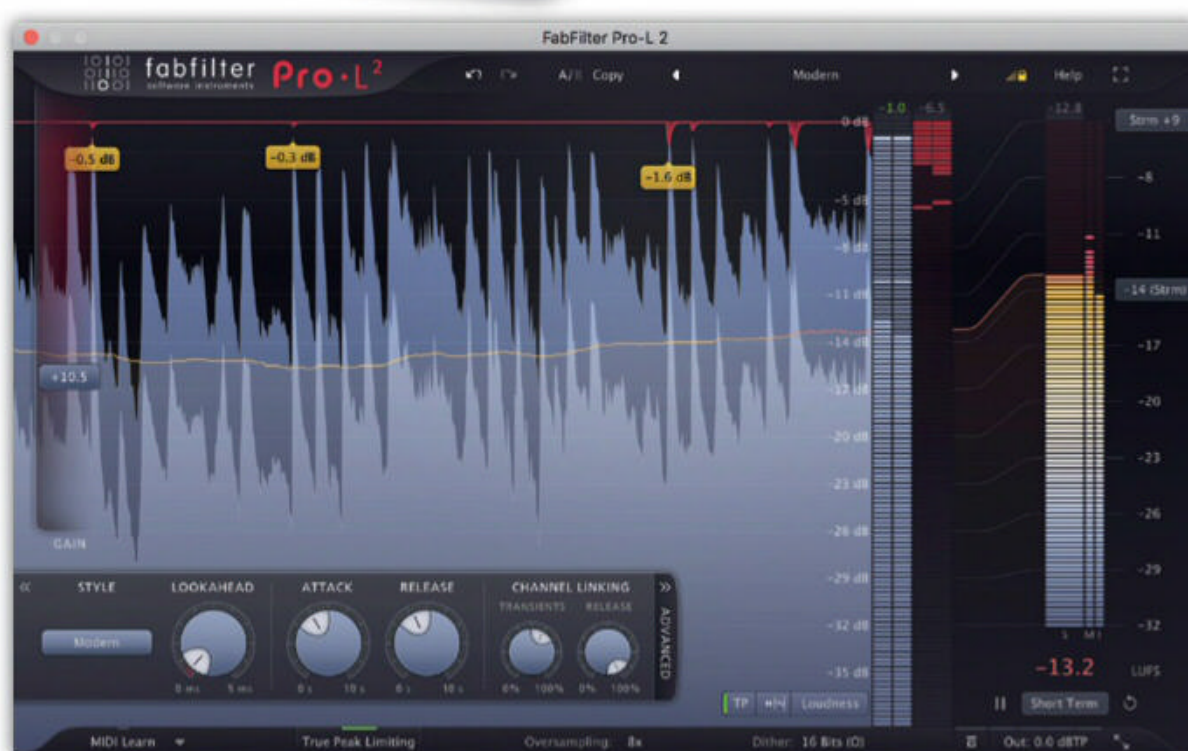 FabFilter Pro-L 2
fabfilter Pro·L²
software instruments
A/B Copy
Modern
Help
-1.0 -6.5 -12.8
Strm +9
0 dB
-0.5 dB
-0.3 dB
-1.6 dB
-5 dB
-8 dB
-11 dB
-14 dB
-17 dB
-20 dB
-23 dB
-26 dB
-29 dB
-32 dB
-35 dB
-8
-11
-14 (Strm)
-17
-20
-23
-26
-29
-32
+10.5
GAIN
STYLE LOOKAHEAD ATTACK RELEASE CHANNEL LINKING
TRANSIENTS RELEASE
Modern
0 ms 5 ms 0 s 10 s 0 s 10 s 0% 100% 0% 100%
ADVANCED
S M I
-13.2 LUFS
TP Loudness
Short Term
MIDI Learn True Peak Limiting Oversampling: 8x Dither: 16 Bits (O) Out: 0.0 dBTP